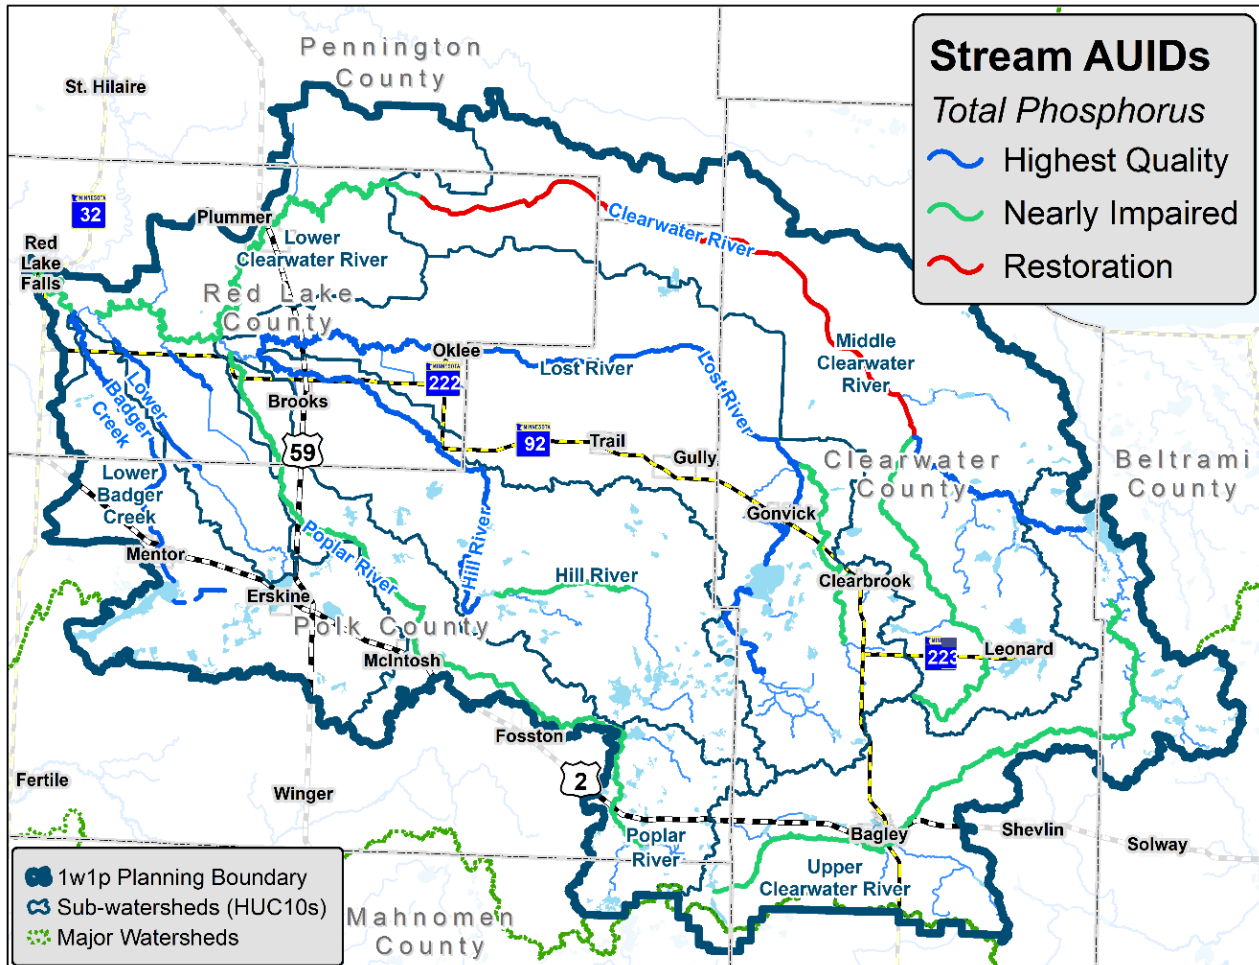 Pennington
County
St. Hilaire
Stream AUIDs
Total Phosphorus
Highest Quality
Nearly Impaired
Restoration
MINNESOTA
32
Plummer
Red
Lake
Falls
Lower
Clearwater River
Clearwater River
Red Lake
County
Oklee
MINNESOTA
222
Lost River
Lost River
Middle
Clearwater
River
Lower
Badger
Creek
Brooks
59
MINNESOTA
92
Trail
Gully
Clearwater
County
Beltrami
County
Lower
Badger
Creek
Gonvick
Mentor
Poplar River
Hill River
Hill River
Clearbrook
Erskine
Polk County
McIntosh
223
Leonard
Fosston
2
Fertile
Winger
Poplar
River
Bagley
Shevlin
Solway
Upper
Clearwater River
Mahnomen
County
1w1p Planning Boundary
Sub-watersheds (HUC10s)
Major Watersheds